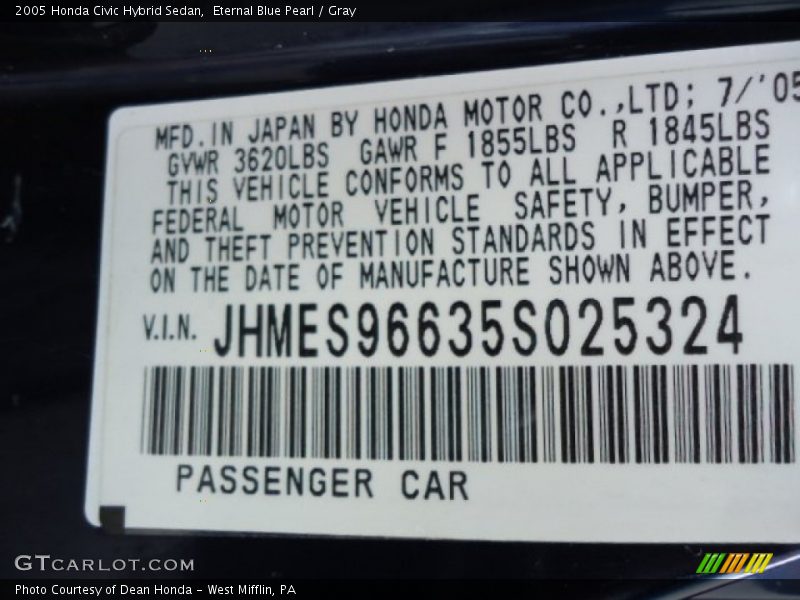 2005 Honda Civic Hybrid Sedan,  Eternal Blue Pearl / Gray
MFD.IN JAPAN BY HONDA MOTOR CO.,LTD; 7/'05
GVWR 3620LBS  GAWR F 1855LBS  R 1845LBS
THIS VEHICLE CONFORMS TO ALL APPLICABLE
FEDERAL MOTOR VEHICLE SAFETY, BUMPER,
AND THEFT PREVENTION STANDARDS IN EFFECT
ON THE DATE OF MANUFACTURE SHOWN ABOVE.
V.I.N. JHMES96635S025324
PASSENGER CAR
GTCARLOT.COM
Photo Courtesy of Dean Honda - West Mifflin, PA